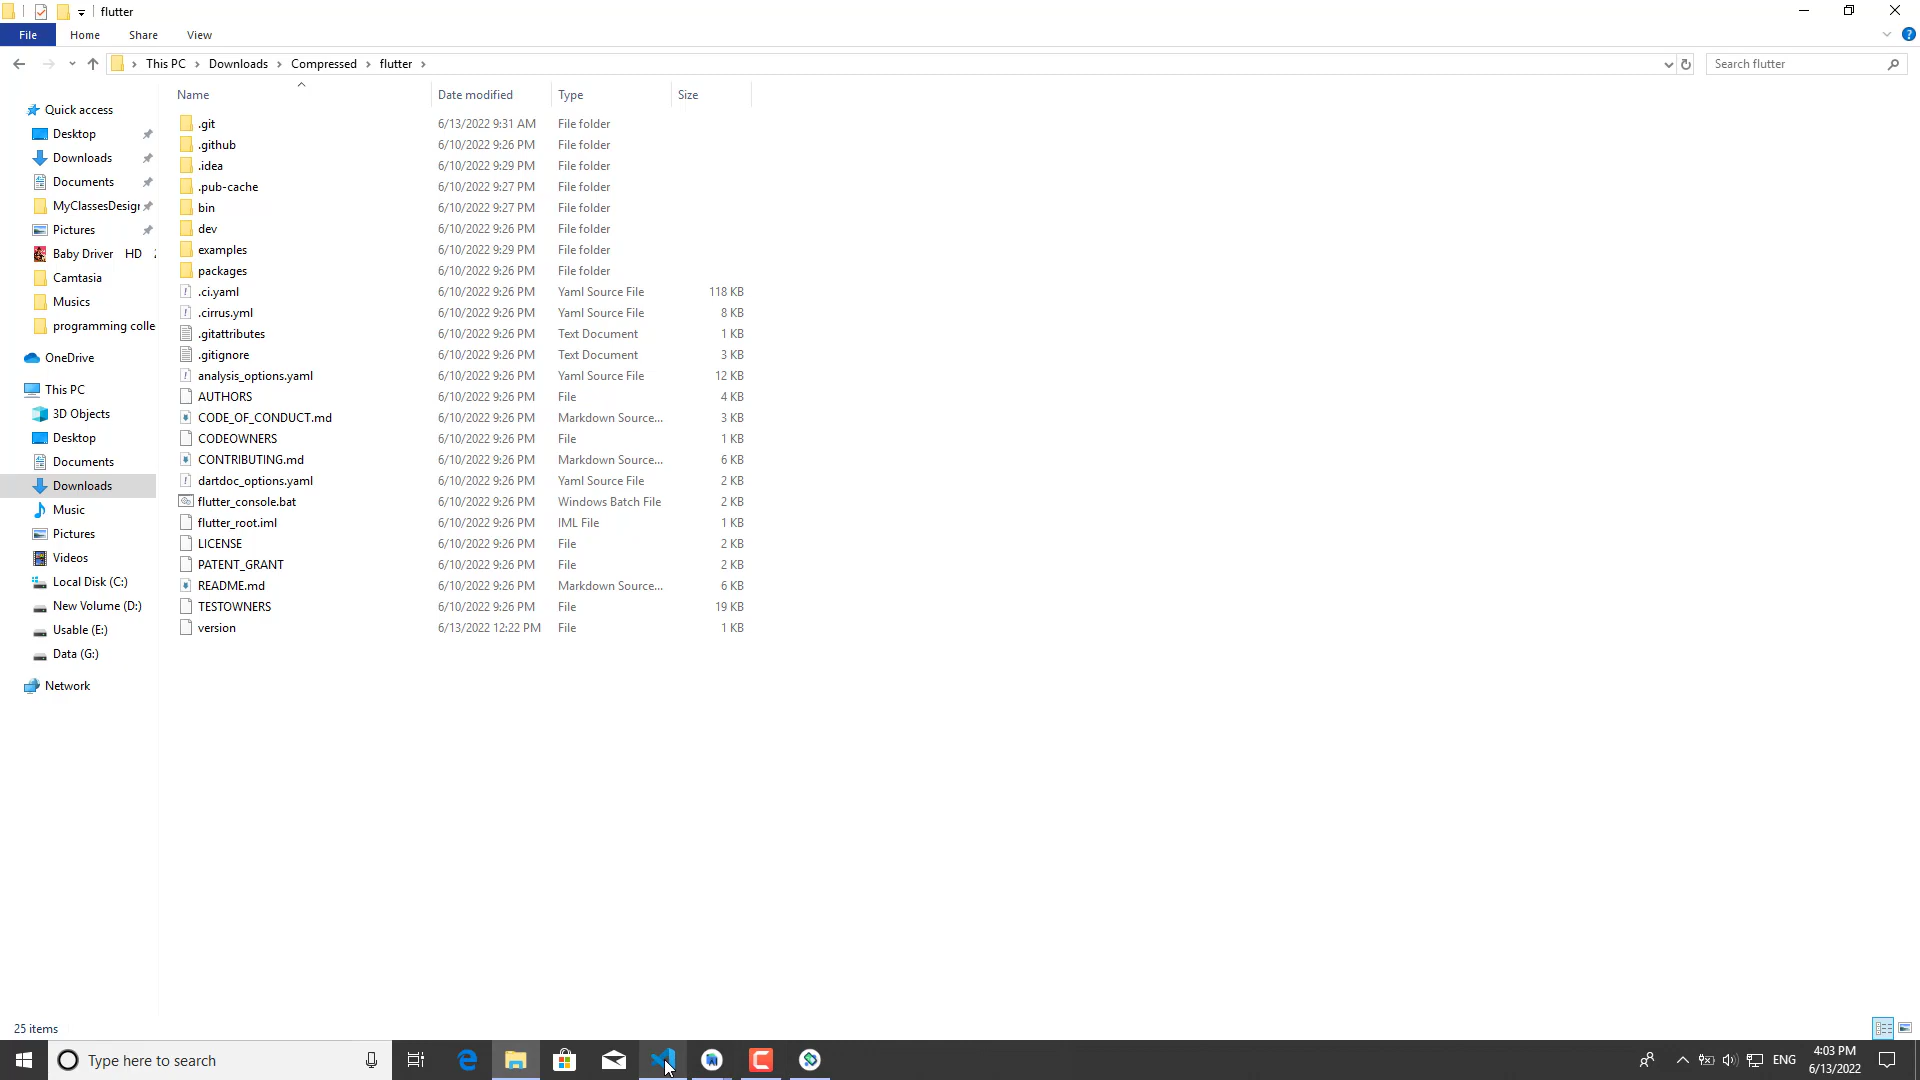 flutter
File Home Share View
This PC Downloads Compressed flutter Search flutter
Name Date modified Type Size
Quick access
Desktop
Downloads
Documents
MyClassesDesign
Pictures
Baby Driver HD
Camtasia
Musics
programming colle
OneDrive
This PC
3D Objects
Desktop
Documents
Downloads
Music
Pictures
Videos
Local Disk (C:)
New Volume (D:)
Usable (E:)
Data (G:)
Network
.git 6/13/2022 9:31 AM File folder
.github 6/10/2022 9:26 PM File folder
.idea 6/10/2022 9:29 PM File folder
.pub-cache 6/10/2022 9:27 PM File folder
bin 6/10/2022 9:27 PM File folder
dev 6/10/2022 9:26 PM File folder
examples 6/10/2022 9:29 PM File folder
packages 6/10/2022 9:26 PM File folder
.ci.yaml 6/10/2022 9:26 PM Yaml Source File 118 KB
.cirrus.yml 6/10/2022 9:26 PM Yaml Source File 8 KB
.gitattributes 6/10/2022 9:26 PM Text Document 1 KB
.gitignore 6/10/2022 9:26 PM Text Document 3 KB
analysis_options.yaml 6/10/2022 9:26 PM Yaml Source File 12 KB
AUTHORS 6/10/2022 9:26 PM File 4 KB
CODE_OF_CONDUCT.md 6/10/2022 9:26 PM Markdown Source... 3 KB
CODEOWNERS 6/10/2022 9:26 PM File 1 KB
CONTRIBUTING.md 6/10/2022 9:26 PM Markdown Source... 6 KB
dartdoc_options.yaml 6/10/2022 9:26 PM Yaml Source File 2 KB
flutter_console.bat 6/10/2022 9:26 PM Windows Batch File 2 KB
flutter_root.iml 6/10/2022 9:26 PM IML File 1 KB
LICENSE 6/10/2022 9:26 PM File 2 KB
PATENT_GRANT 6/10/2022 9:26 PM File 2 KB
README.md 6/10/2022 9:26 PM Markdown Source... 6 KB
TESTOWNERS 6/10/2022 9:26 PM File 19 KB
version 6/13/2022 12:22 PM File 1 KB
25 items
Type here to search
ENG
4:03 PM
6/13/2022